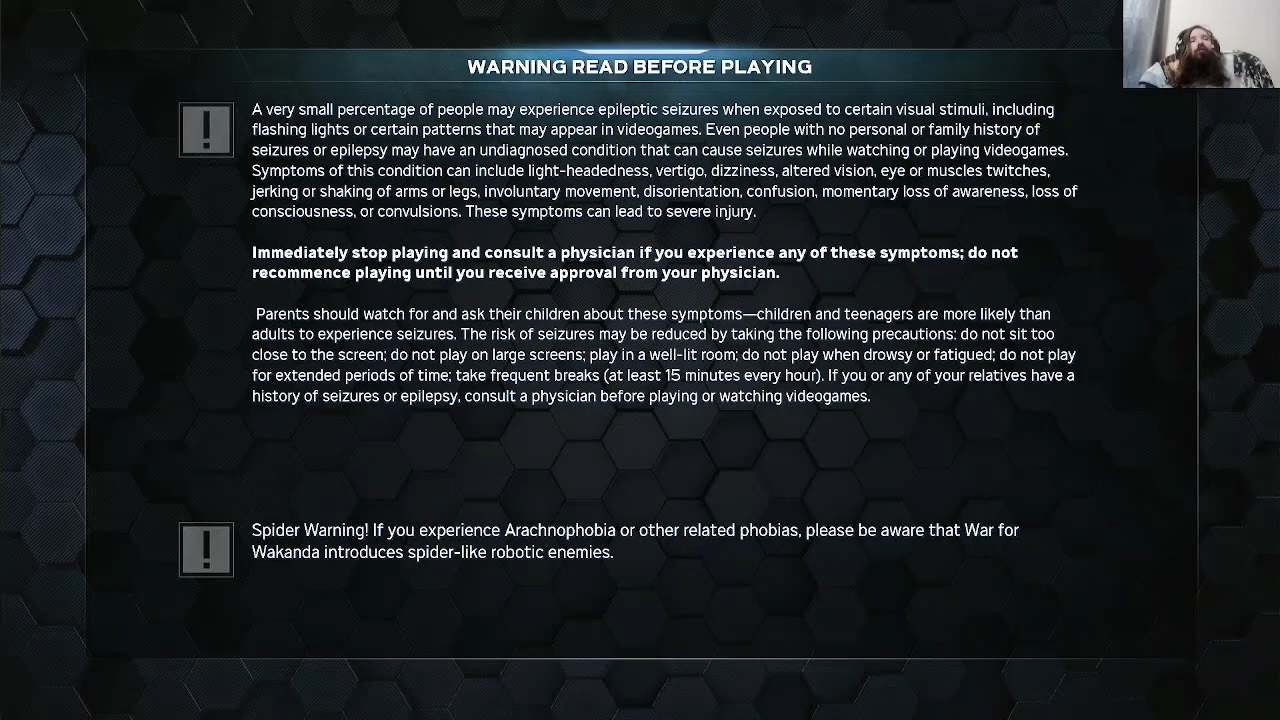 WARNING READ BEFORE PLAYING
A very small percentage of people may experience epileptic seizures when exposed to certain visual stimuli, including
flashing lights or certain patterns that may appear in videogames. Even people with no personal or family history of
seizures or epilepsy may have an undiagnosed condition that can cause seizures while watching or playing videogames.
Symptoms of this condition can include light-headedness, vertigo, dizziness, altered vision, eye or muscles twitches,
jerking or shaking of arms or legs, involuntary movement, disorientation, confusion, momentary loss of awareness, loss of
consciousness, or convulsions. These symptoms can lead to severe injury.
Immediately stop playing and consult a physician if you experience any of these symptoms; do not
recommence playing until you receive approval from your physician.
Parents should watch for and ask their children about these symptoms—children and teenagers are more likely than
adults to experience seizures. The risk of seizures may be reduced by taking the following precautions: do not sit too
close to the screen; do not play on large screens; play in a well-lit room; do not play when drowsy or fatigued; do not play
for extended periods of time; take frequent breaks (at least 15 minutes every hour). If you or any of your relatives have a
history of seizures or epilepsy, consult a physician before playing or watching videogames.
Spider Warning! If you experience Arachnophobia or other related phobias, please be aware that War for
Wakanda introduces spider-like robotic enemies.